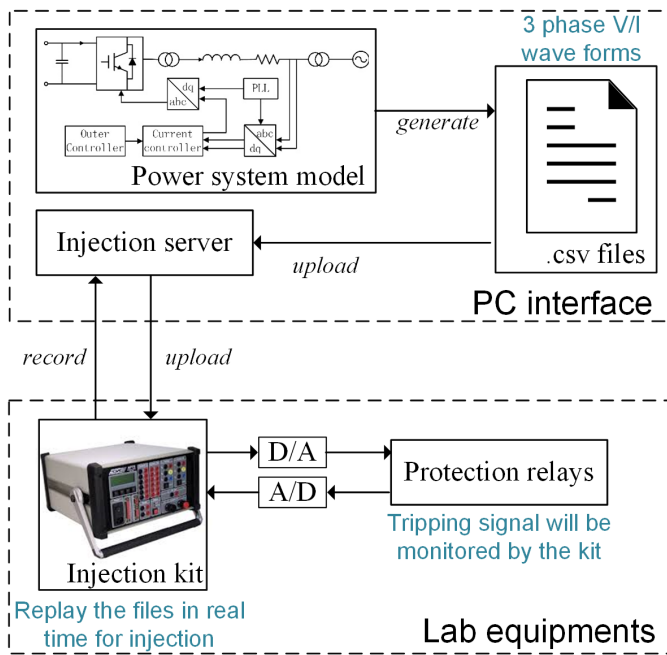 3 phase V/I
wave forms
dq
abc
PLL
Outer
Controller
Current
controller
abc
dq
Power system model
generate
.csv files
Injection server
upload
PC interface
record
upload
D/A
A/D
Protection relays
Tripping signal will be
monitored by the kit
Injection kit
Replay the files in real
time for injection
Lab equipments